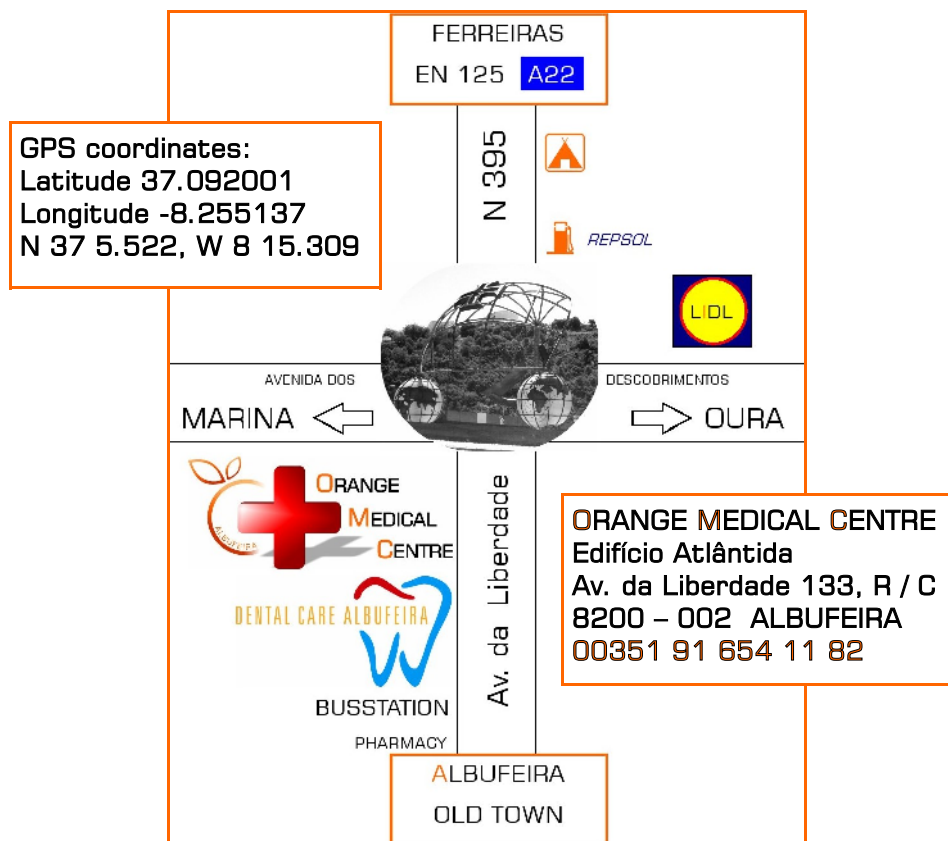 FERREIRAS
EN 125 A22
GPS coordinates:
Latitude 37.092001
Longitude -8.255137
N 37 5.522, W 8 15.309
N 395
REPSOL
LIDL
AVENIDA DOS
DESCOBRIMENTOS
MARINA
OURA
ORANGE
MEDICAL
CENTRE
ALBUFEIRA
DENTAL CARE ALBUFEIRA
BUSSTATION
PHARMACY
Av. da Liberdade
ORANGE MEDICAL CENTRE
Edifício Atlântida
Av. da Liberdade 133, R / C
8200 – 002 ALBUFEIRA
00351 91 654 11 82
ALBUFEIRA
OLD TOWN